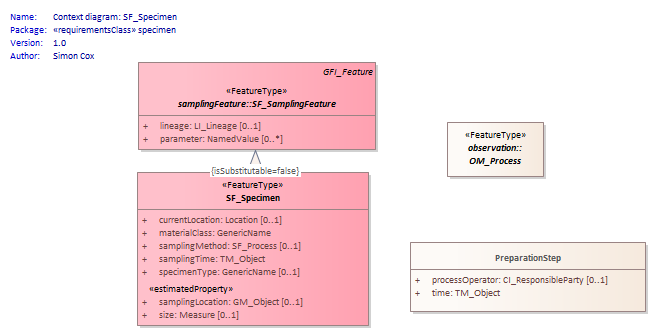 Name: Context diagram: SF_Specimen
Package: «requirementsClass» specimen
Version: 1.0
Author: Simon Cox
GFI_Feature
«FeatureType»
samplingFeature::SF_SamplingFeature
+ lineage: LI_Lineage [0..1]
+ parameter: NamedValue [0..*]
{isSubstitutable=false}
«FeatureType»
SF_Specimen
+ currentLocation: Location [0..1]
+ materialClass: GenericName
+ samplingMethod: SF_Process [0..1]
+ samplingTime: TM_Object
+ specimenType: GenericName [0..1]
«estimatedProperty»
+ samplingLocation: GM_Object [0..1]
+ size: Measure [0..1]
«FeatureType»
observation::
OM_Process
PreparationStep
+ processOperator: CI_ResponsibleParty [0..1]
+ time: TM_Object